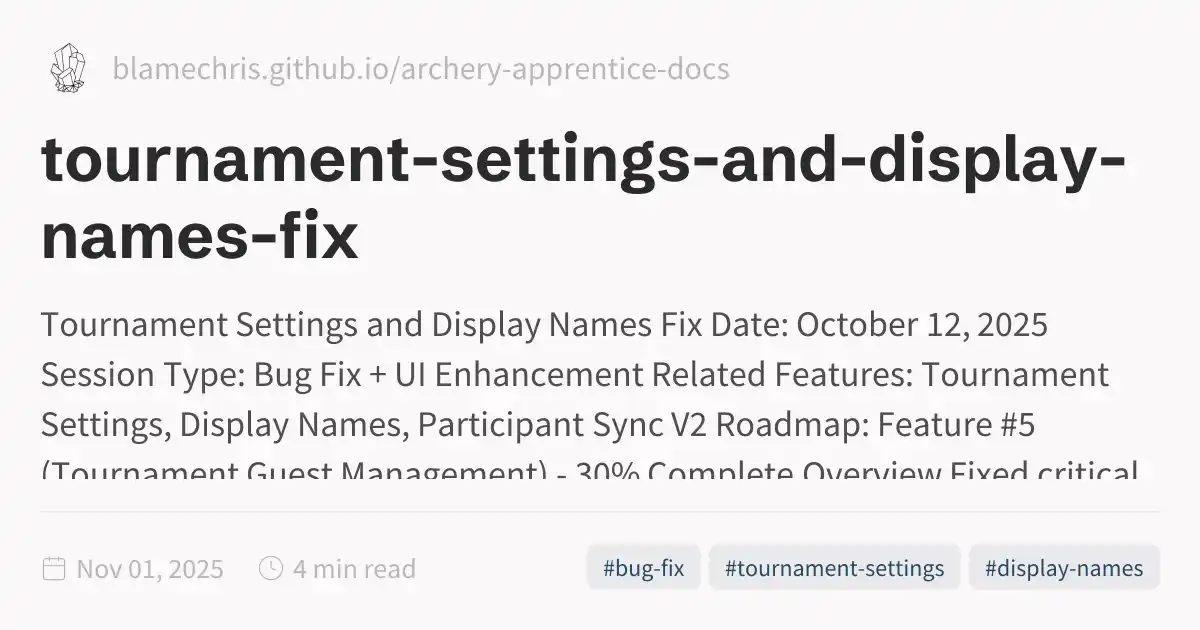 blamechris.github.io/archery-apprentice-docs
tournament-settings-and-display-
names-fix
Tournament Settings and Display Names Fix Date: October 12, 2025
Session Type: Bug Fix + UI Enhancement Related Features: Tournament
Settings, Display Names, Participant Sync V2 Roadmap: Feature #5
(Tournament Guest Management) - 30% Complete Overview Fixed critical
Nov 01, 2025
4 min read
#bug-fix
#tournament-settings
#display-names